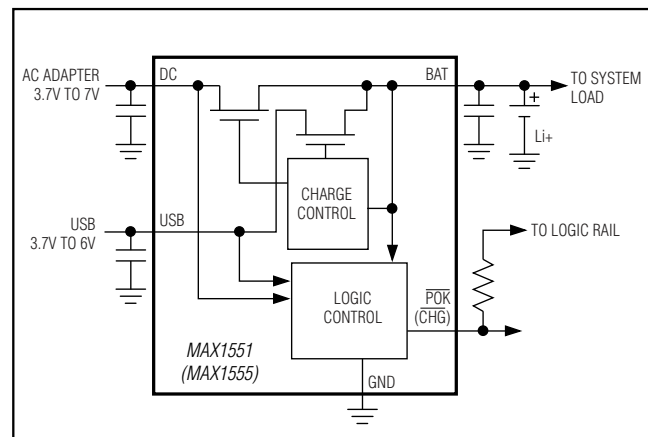 AC ADAPTER
3.7V TO 7V
DC
BAT
TO SYSTEM
LOAD
+
Li+
CHARGE
CONTROL
USB
3.7V TO 6V
USB
TO LOGIC RAIL
LOGIC
CONTROL
POK
(CHG)
MAX1551
(MAX1555)
GND